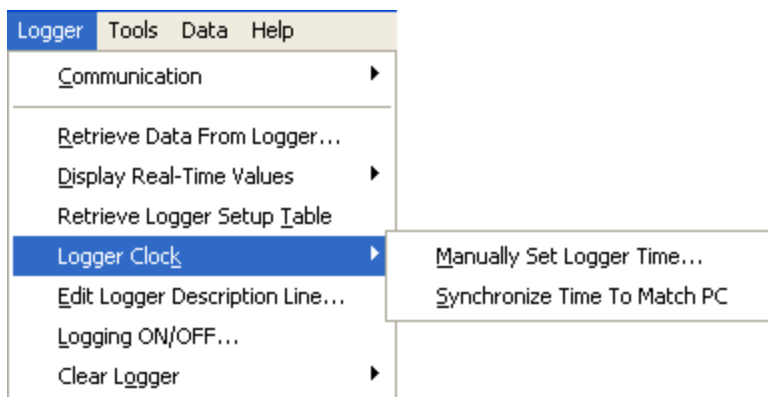 Logger Tools Data Help
Communication
Retrieve Data From Logger...
Display Real-Time Values
Retrieve Logger Setup Table
Logger Clock
Manually Set Logger Time...
Synchronize Time To Match PC
Edit Logger Description Line...
Logging ON/OFF...
Clear Logger